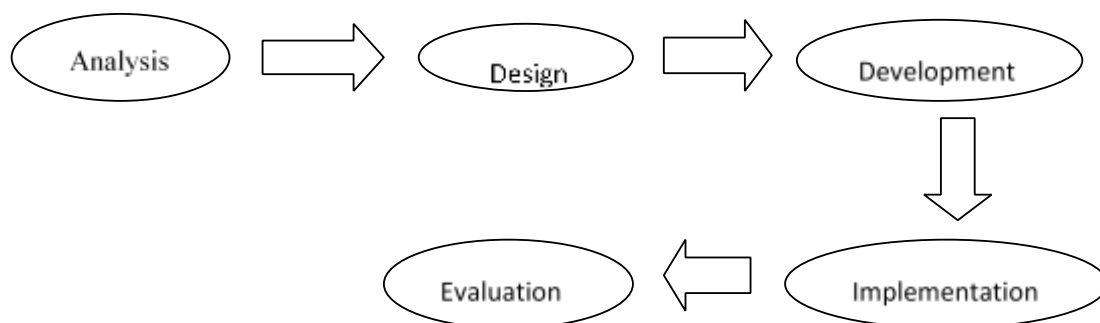 Analysis
Design
Development
Implementation
Evaluation